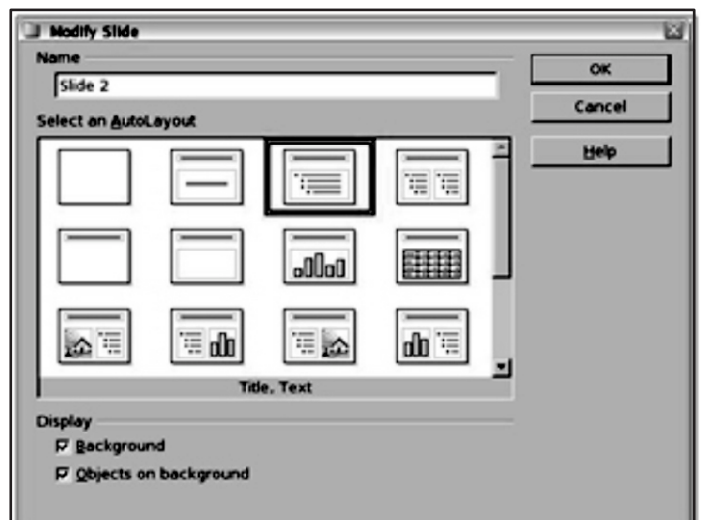 Modify Slide
Name
Slide 2
OK
Cancel
Select an AutoLayout
Help
Title, Text
Display
Background
Objects on background